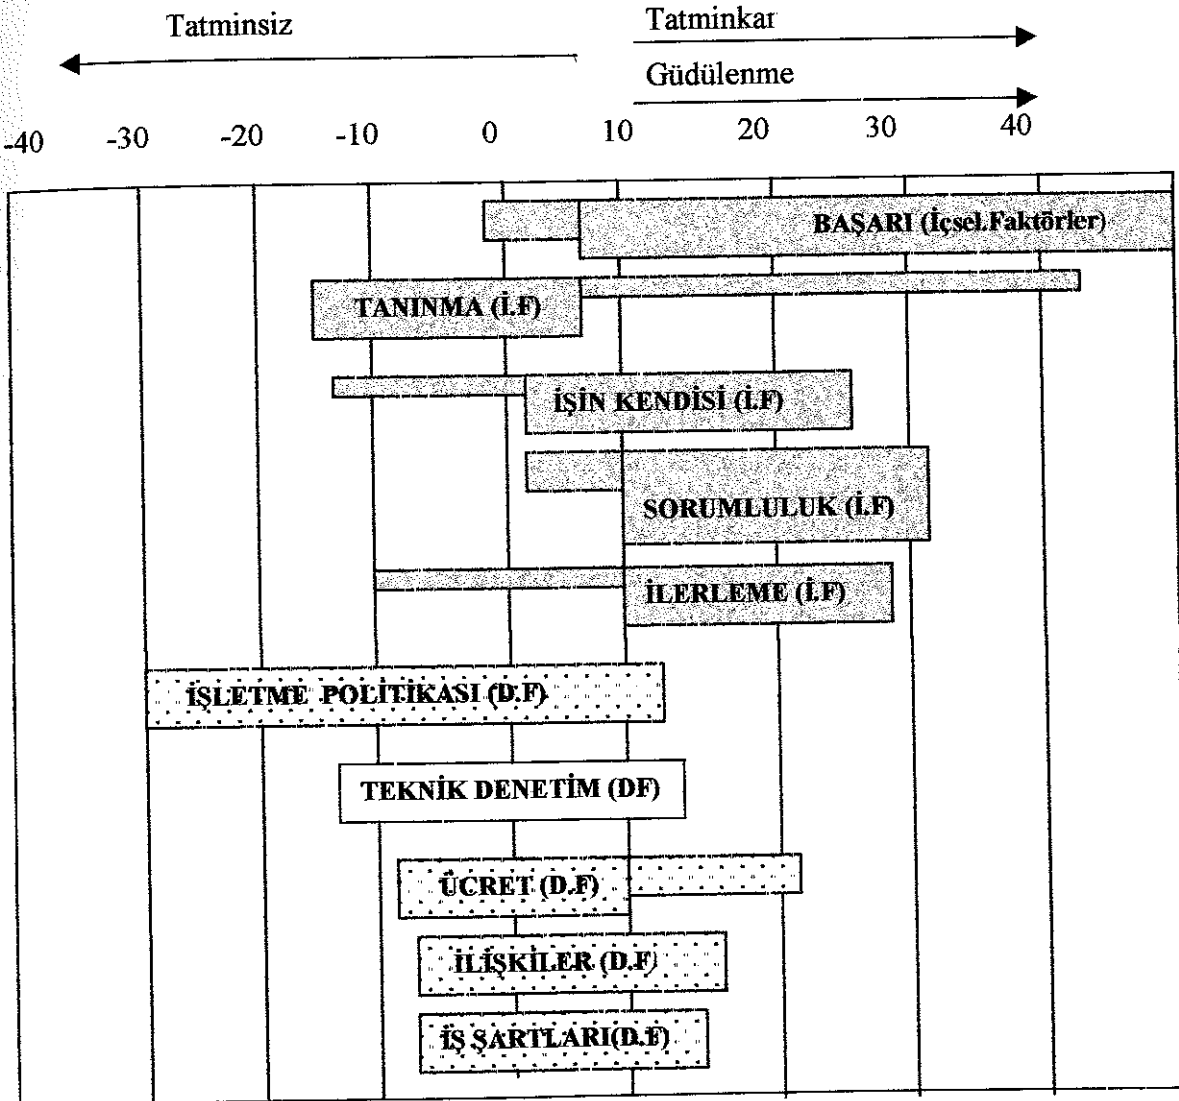 Tatminsiz
Tatminkar
Güdülenme
-40 -30 -20 -10 0 10 20 30 40
BAŞARI (İçsel.Faktörler)
TANINMA (İ.F)
İŞİN KENDİSİ (İ.F)
SORUMLULUK (İ.F)
İLERLEME (İ.F)
İŞLETME POLİTİKASI (D.F)
TEKNİK DENETİM (DF)
ÜCRET (D.F)
İLİŞKİLER (D.F)
İŞ ŞARTLARI(D.F)